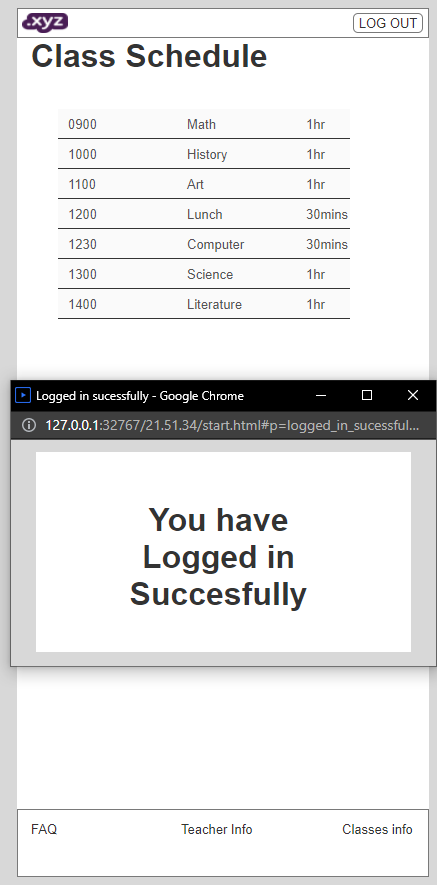 .xyz LOG OUT
Class Schedule
0900 Math 1hr
1000 History 1hr
1100 Art 1hr
1200 Lunch 30mins
1230 Computer 30mins
1300 Science 1hr
1400 Literature 1hr
Logged in sucessfully - Google Chrome
127.0.0.1:32767/21.51.34/start.html#p=logged_in_sucessful...
You have
Logged in
Succesfully
FAQ Teacher Info Classes info